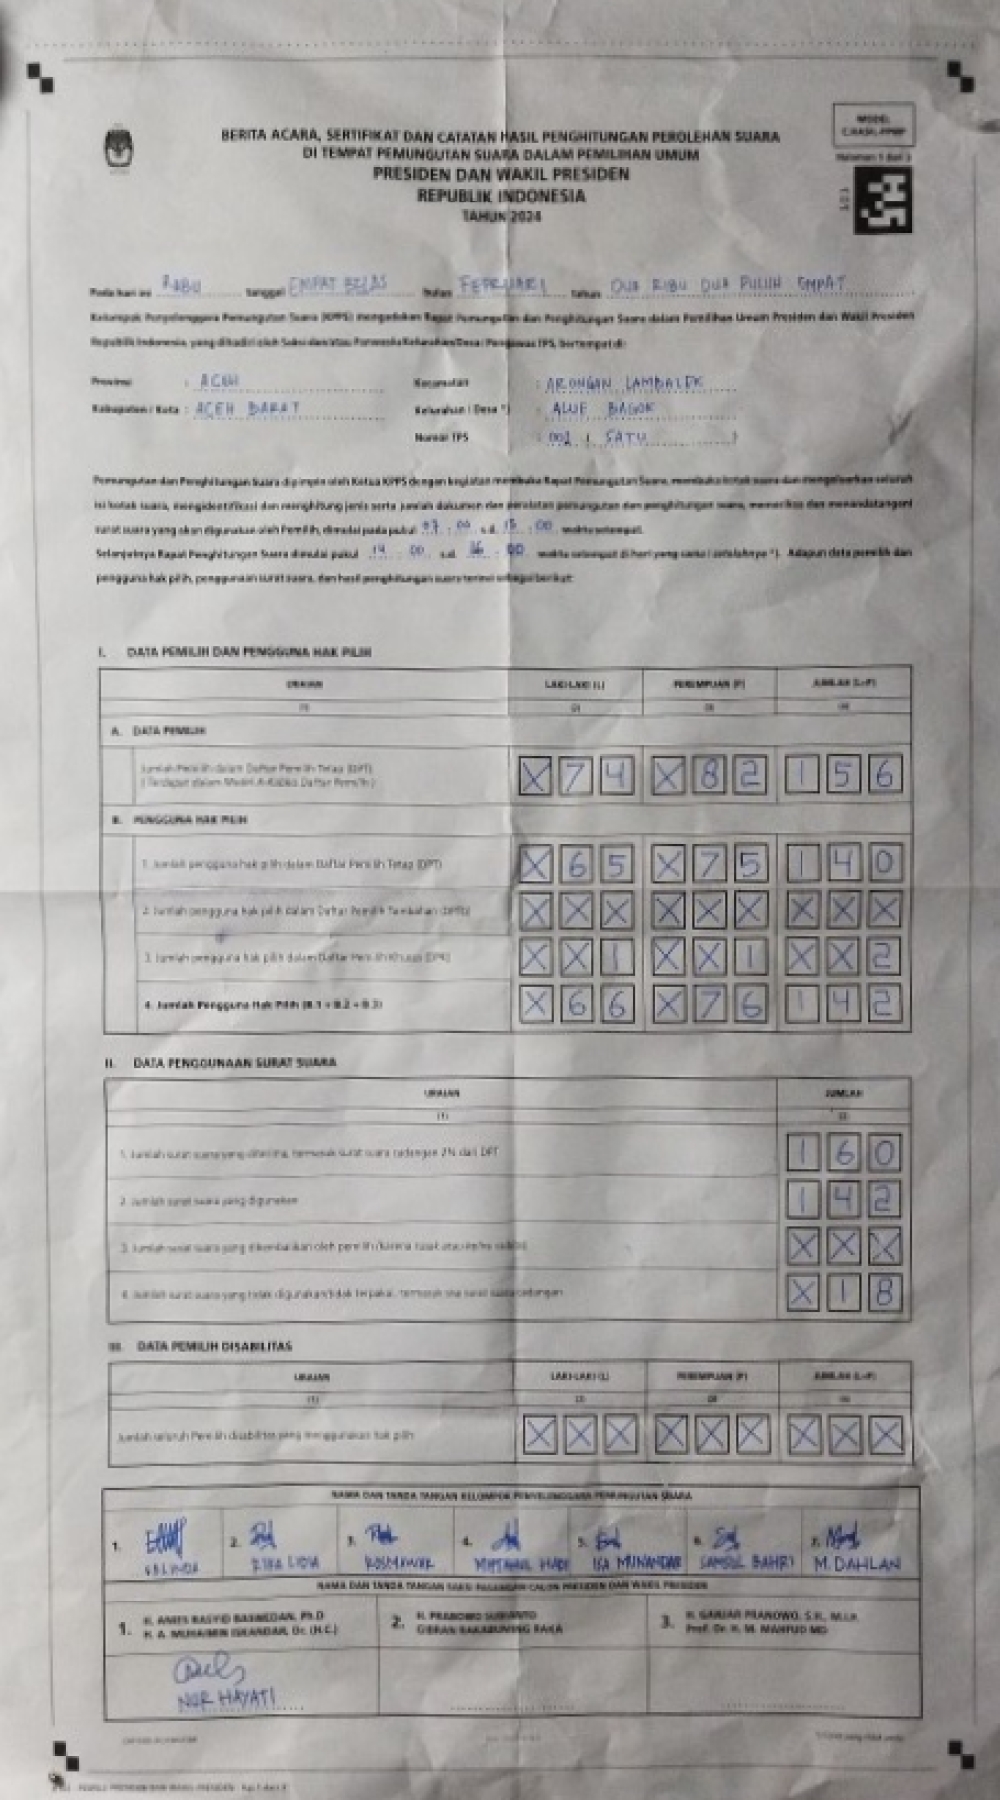 MODEL
C.HASIL-PPWP
Halaman 1 dari 3
BERITA ACARA, SERTIFIKAT DAN CATATAN HASIL PENGHITUNGAN PEROLEHAN SUARA
DI TEMPAT PEMUNGUTAN SUARA DALAM PEMILIHAN UMUM
PRESIDEN DAN WAKIL PRESIDEN
REPUBLIK INDONESIA
TAHUN 2024
Pada hari ini RABU tanggal EMPAT BELAS bulan FEBRUARI tahun DUA RIBU DUA PULUH EMPAT
Kelompok Penyelenggara Pemungutan Suara (KPPS) mengadakan Rapat Pemungutan dan Penghitungan Suara dalam Pemilihan Umum Presiden dan Wakil Presiden
Republik Indonesia, yang dihadiri oleh Saksi dan/atau Panwaslu Kelurahan/Desa/Pengawas TPS, bertempat di:
Provinsi : ACEH Kecamatan : ARONGAN LAMBALEK
Kabupaten / Kota : ACEH BARAT Kelurahan / Desa *) : ALUE BAGOK
Nomor TPS : 001 ( SATU )
Pemungutan dan Penghitungan Suara dipimpin oleh Ketua KPPS dengan kegiatan membuka Rapat Pemungutan Suara, membuka kotak suara dan mengeluarkan seluruh
isi kotak suara, mengidentifikasi dan menghitung jenis serta jumlah dokumen dan peralatan pemungutan dan penghitungan suara, memeriksa dan menandatangani
surat suara yang akan digunakan oleh Pemilih, dimulai pada pukul 07 . 00 s.d. 13 . 00 waktu setempat.
Selanjutnya Rapat Penghitungan Suara dimulai pukul 14 . 00 s.d. 16 . 00 waktu setempat di hari yang sama ( setelahnya *). Adapun data pemilih dan
pengguna hak pilih, penggunaan surat suara, dan hasil penghitungan suara terinci sebagai berikut:
I. DATA PEMILIH DAN PENGGUNA HAK PILIH
URAIAN LAKI-LAKI (L) PEREMPUAN (P) JUMLAH (L+P)
(1) (2) (3) (4)
A. DATA PEMILIH
Jumlah Pemilih dalam Daftar Pemilih Tetap (DPT) X 7 4 X 8 2 1 5 6
( Terdapat dalam Model A-Kabko Daftar Pemilih )
B. PENGGUNA HAK PILIH
1. Jumlah pengguna hak pilih dalam Daftar Pemilih Tetap (DPT) X 6 5 X 7 5 1 4 0
2. Jumlah pengguna hak pilih dalam Daftar Pemilih Tambahan (DPTb) X X X X X X X X X
3. Jumlah pengguna hak pilih dalam Daftar Pemilih Khusus (DPK) X X 1 X X 1 X X 2
4. Jumlah Pengguna Hak Pilih (B.1 + B.2 + B.3) X 6 6 X 7 6 1 4 2
II. DATA PENGGUNAAN SURAT SUARA
URAIAN JUMLAH
(1) (2)
1. Jumlah surat suara yang diterima, termasuk surat suara cadangan 2% dari DPT 1 6 0
2. Jumlah surat suara yang digunakan 1 4 2
3. Jumlah surat suara yang dikembalikan oleh pemilih karena rusak atau keliru coblos X X X
4. Jumlah surat suara yang tidak digunakan/tidak terpakai, termasuk sisa surat suara cadangan X 1 8
III. DATA PEMILIH DISABILITAS
URAIAN LAKI-LAKI (L) PEREMPUAN (P) JUMLAH (L+P)
(1) (2) (3) (4)
Jumlah seluruh Pemilih disabilitas yang menggunakan hak pilih X X X X X X X X X
NAMA DAN TANDA TANGAN KELOMPOK PENYELENGGARA PEMUNGUTAN SUARA
1. 2. 3. 4. 5. 6. 7.
RIKA LIDIA KOSMAWAR MIFTAHUL HUDI ISA MUNANDAR SAMSUL BAHRI M. DAHLAN
NAMA DAN TANDA TANGAN SAKSI PASANGAN CALON PRESIDEN DAN WAKIL PRESIDEN
1. H. ANIES RASYID BASWEDAN, Ph.D 2. H. PRABOWO SUBIANTO 3. H. GANJAR PRANOWO, S.H., M.I.P.
H. A. MUHAIMIN ISKANDAR, Dr. (H.C.) GIBRAN RAKABUMING RAKA Prof. Dr. H. M. MAHFUD MD
NUR HAYATI